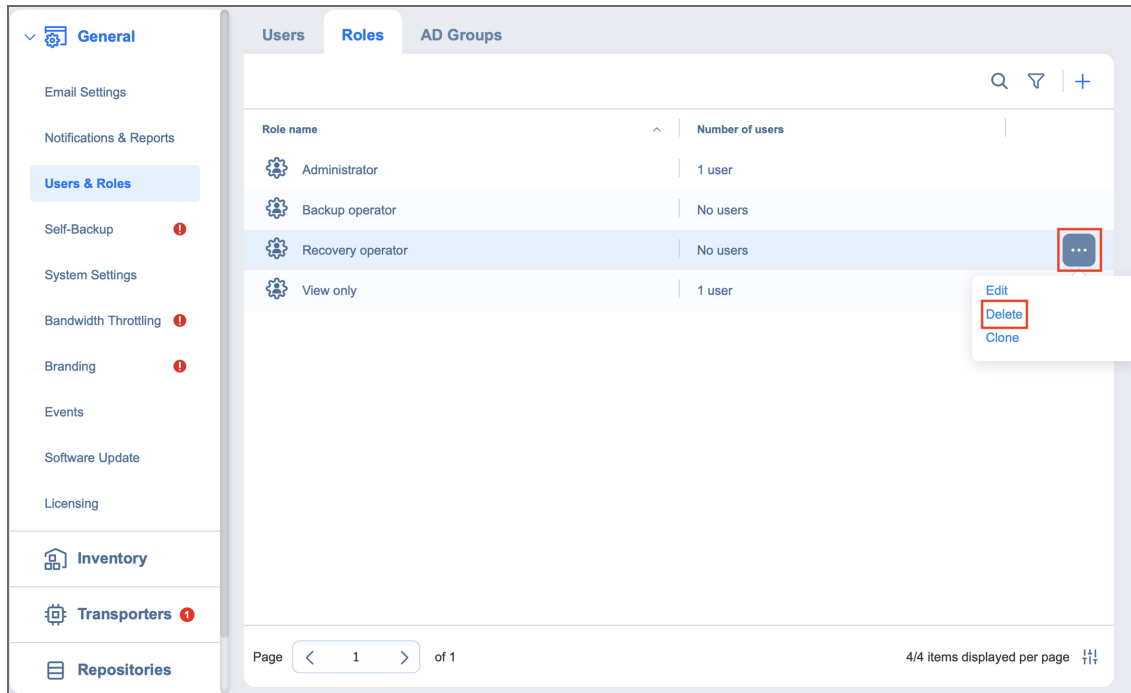 General
Email Settings
Notifications & Reports
Users & Roles
Self-Backup
System Settings
Bandwidth Throttling
Branding
Events
Software Update
Licensing
Inventory
Transporters 1
Repositories
Users Roles AD Groups
Role name Number of users
Administrator 1 user
Backup operator No users
Recovery operator No users
View only 1 user
Edit
Delete
Clone
Page 1 of 1
4/4 items displayed per page